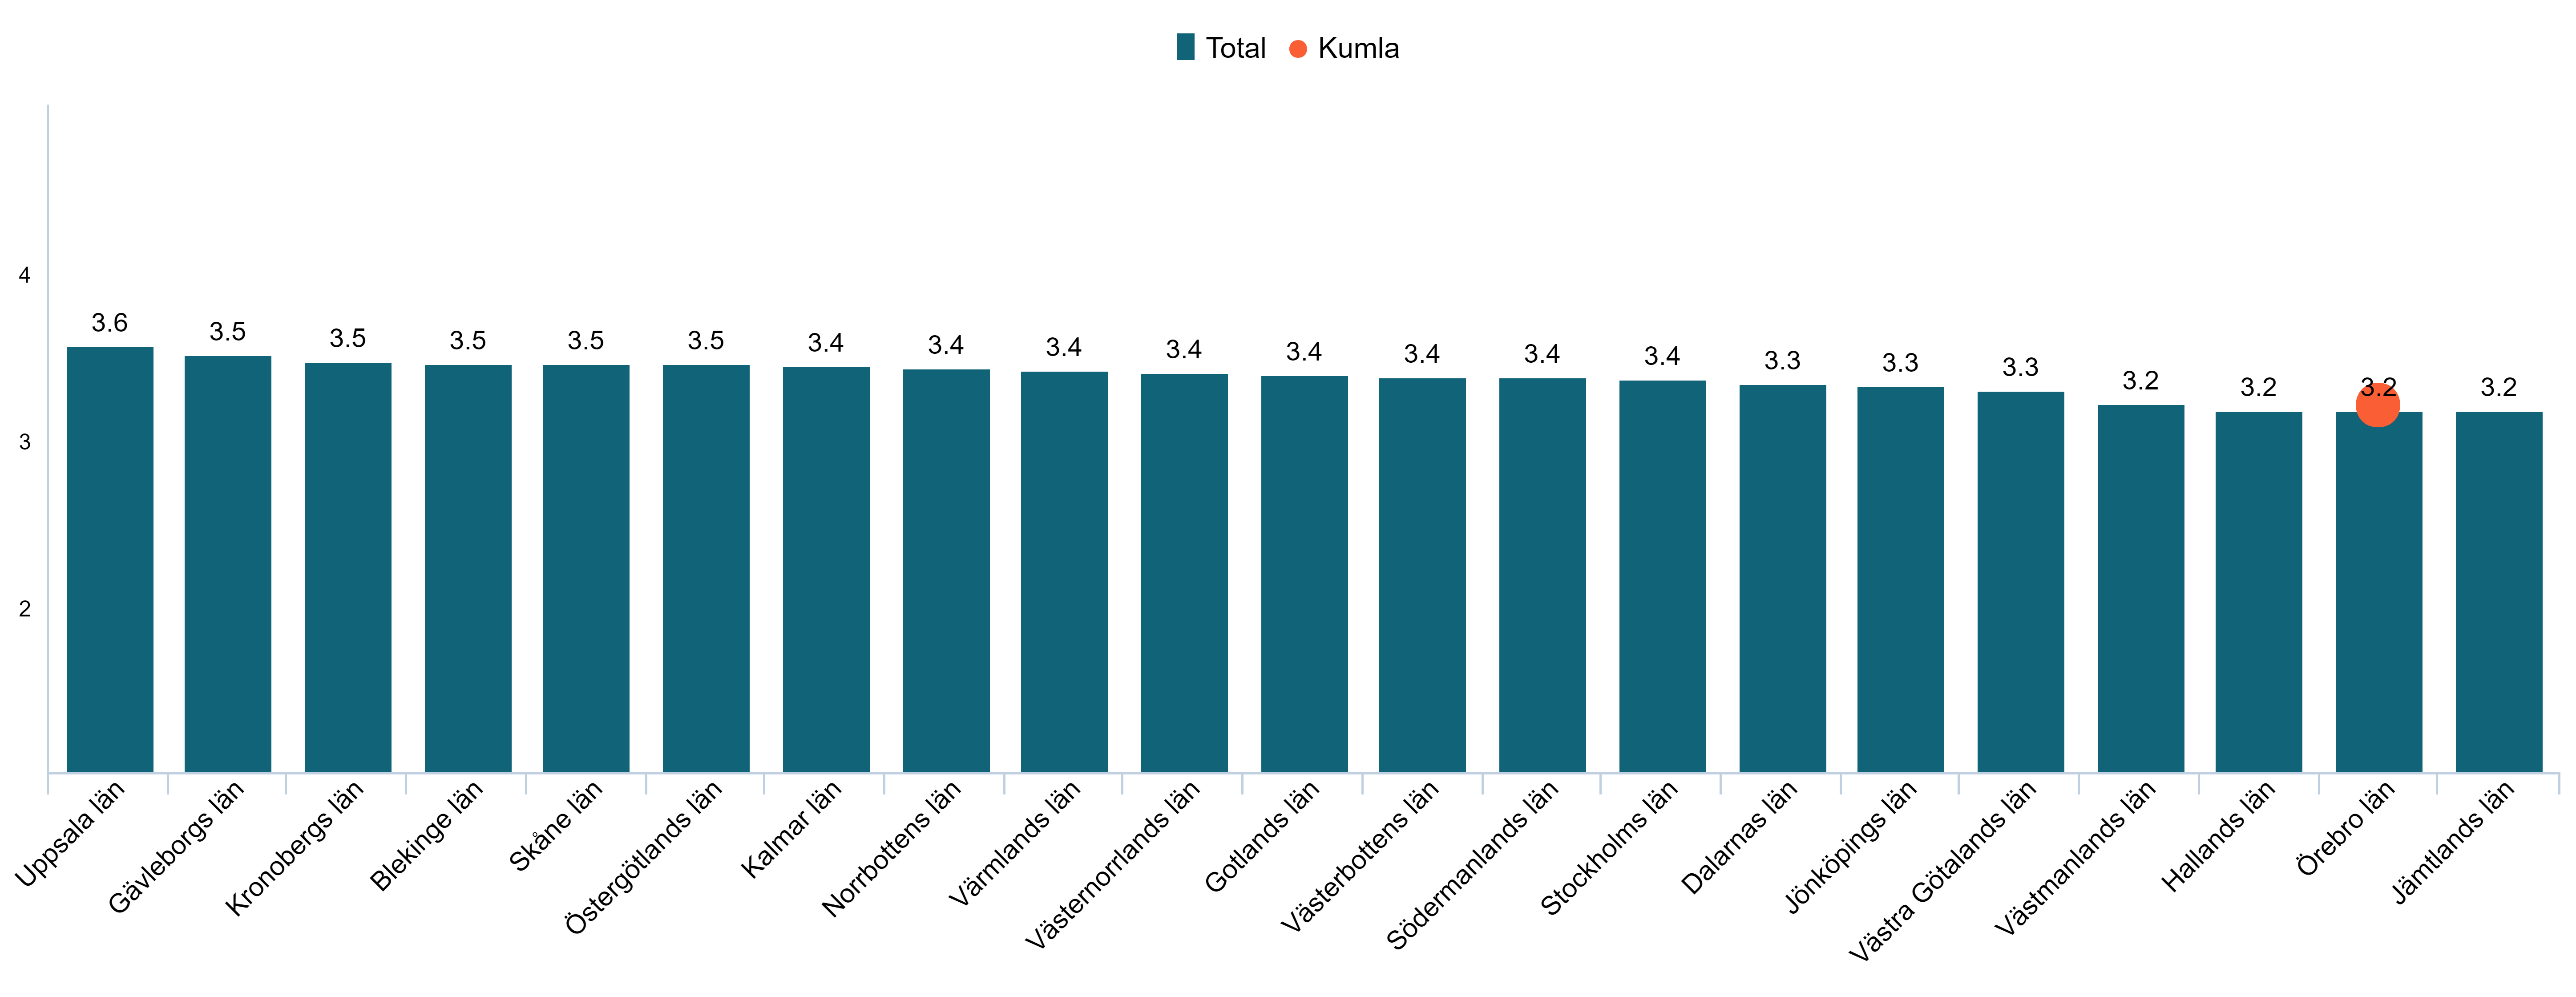 Total Kumla
4
3
2
3.6 3.5 3.5 3.5 3.5 3.5 3.4 3.4 3.4 3.4 3.4 3.4 3.4 3.4 3.3 3.3 3.3 3.2 3.2 3.2 3.2
Uppsala län
Gävleborgs län
Kronobergs län
Blekinge län
Skåne län
Östergötlands län
Kalmar län
Norrbottens län
Värmlands län
Västernorrlands län
Gotlands län
Västerbottens län
Södermanlands län
Stockholms län
Dalarnas län
Jönköpings län
Västra Götalands län
Västmanlands län
Hallands län
Örebro län
Jämtlands län